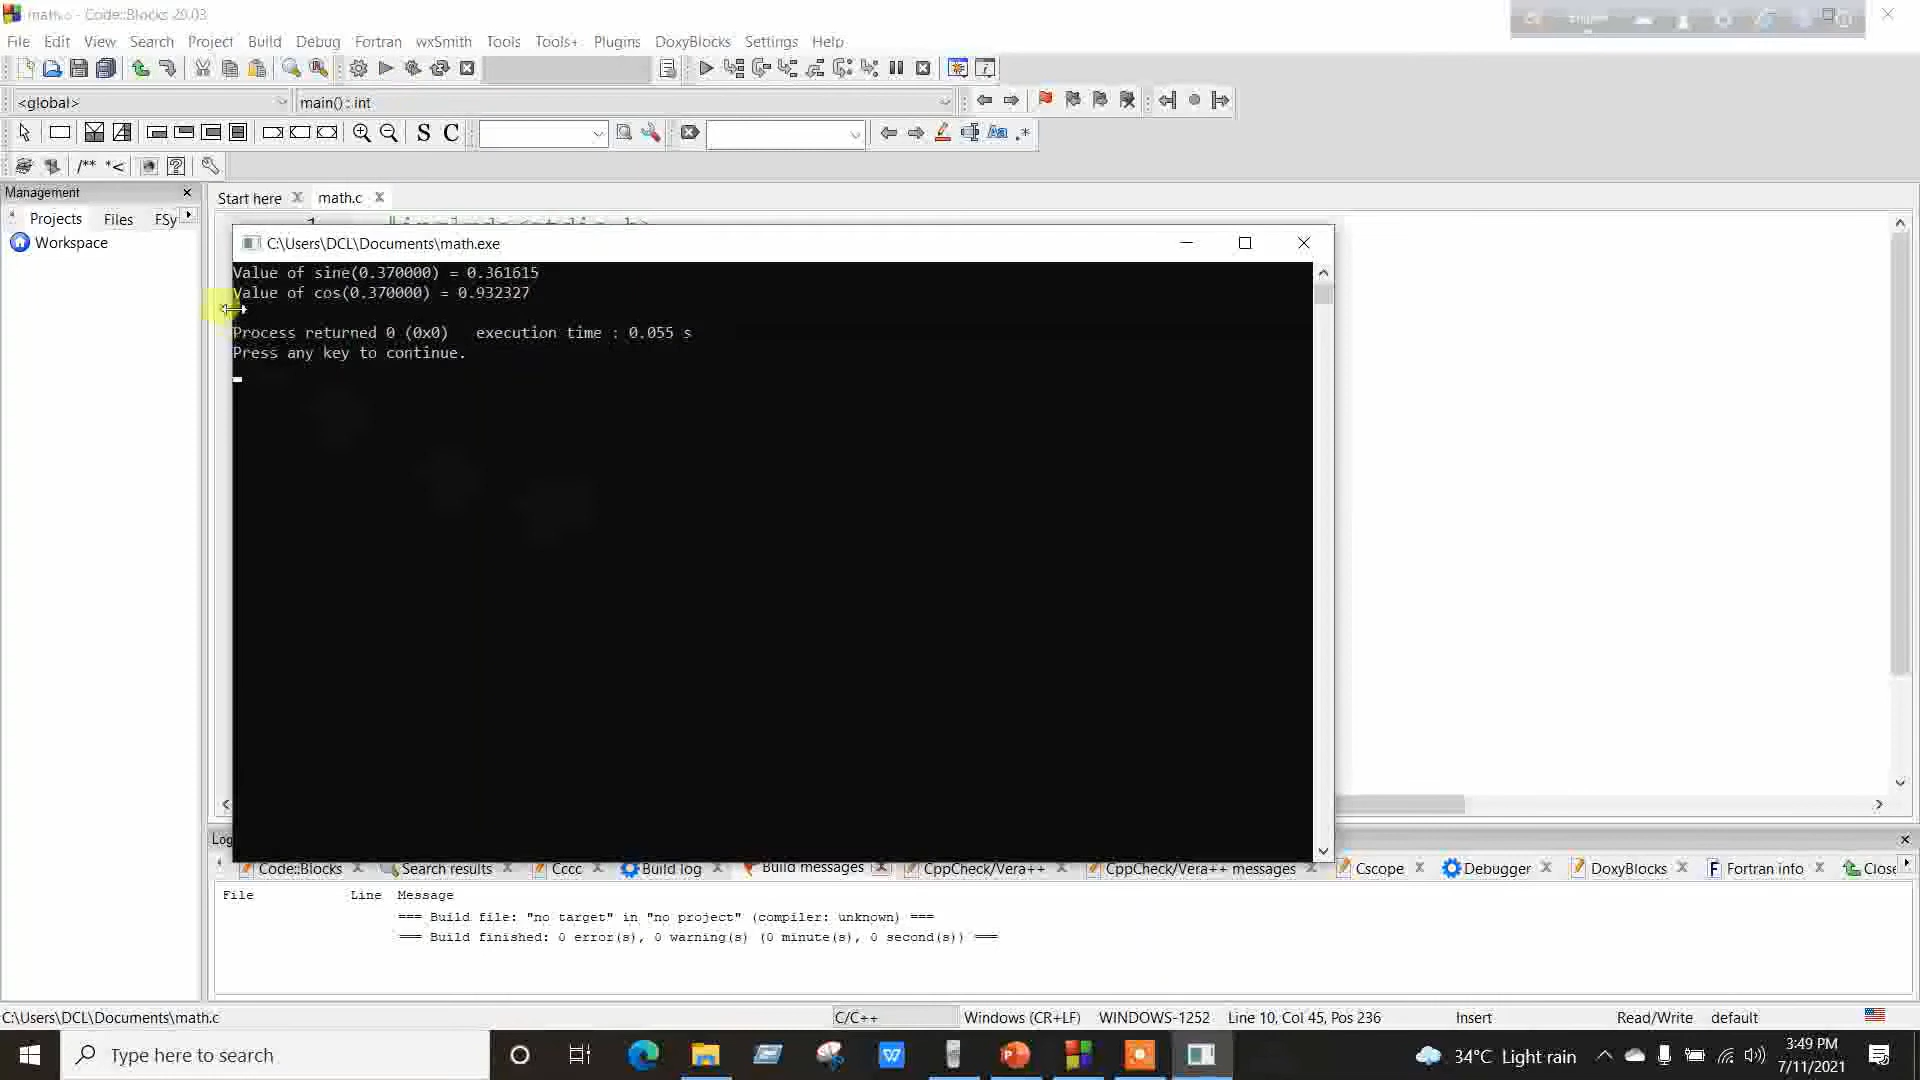 math.c - Code::Blocks 20.03
File Edit View Search Project Build Debug Fortran wxSmith Tools Tools+ Plugins DoxyBlocks Settings Help
<global> main() : int
S C Aa .*
/** *<
Management
Projects Files FSy
Workspace
Start here math.c
1
C:\Users\DCL\Documents\math.exe
Value of sine(0.370000) = 0.361615
Value of cos(0.370000) = 0.932327
Process returned 0 (0x0) execution time : 0.055 s
Press any key to continue.
Code::Blocks Search results Cccc Build log Build messages CppCheck/Vera++ CppCheck/Vera++ messages Cscope Debugger DoxyBlocks Fortran info Close
File Line Message
=== Build file: "no target" in "no project" (compiler: unknown) ===
=== Build finished: 0 error(s), 0 warning(s) (0 minute(s), 0 second(s)) ===
C:\Users\DCL\Documents\math.c C/C++ Windows (CR+LF) WINDOWS-1252 Line 10, Col 45, Pos 236 Insert Read/Write default
Type here to search
34°C Light rain
3:49 PM
7/11/2021